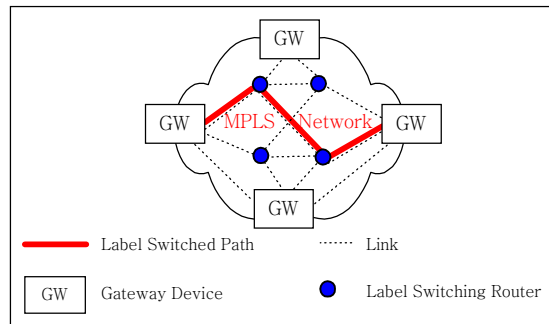 GW
GW
MPLS Network
GW
GW
Label Switched Path
Link
GW
Gateway Device
Label Switching Router